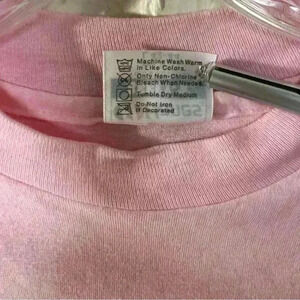 Machine Wash Warm
in Like Colors.
Only Non-Chlorine
Bleach When Needed.
Tumble Dry Medium
Do Not Iron
if Decorated